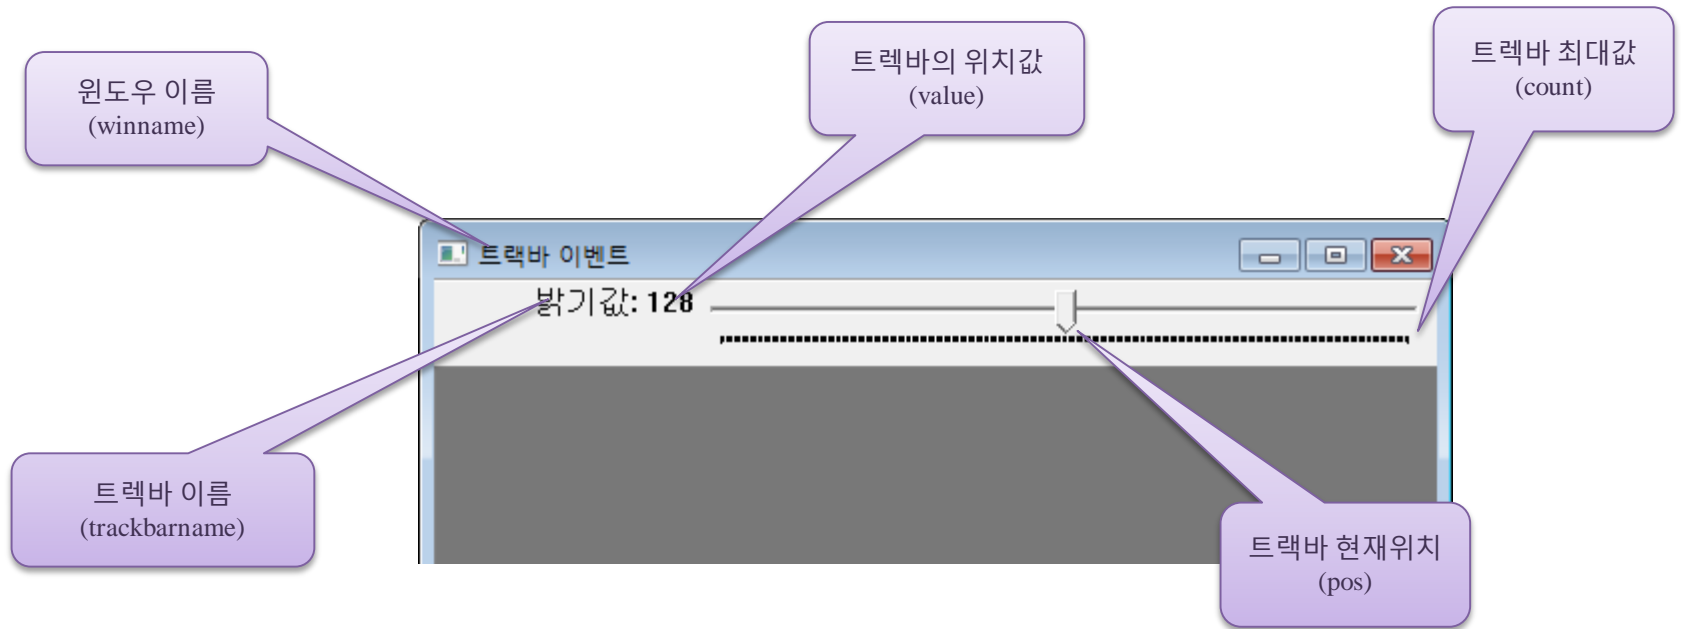 윈도우 이름
(winname)
트렉바의 위치값
(value)
트렉바 최대값
(count)
트랙바 이벤트
밝기값: 128
트렉바 이름
(trackbarname)
트랙바 현재위치
(pos)